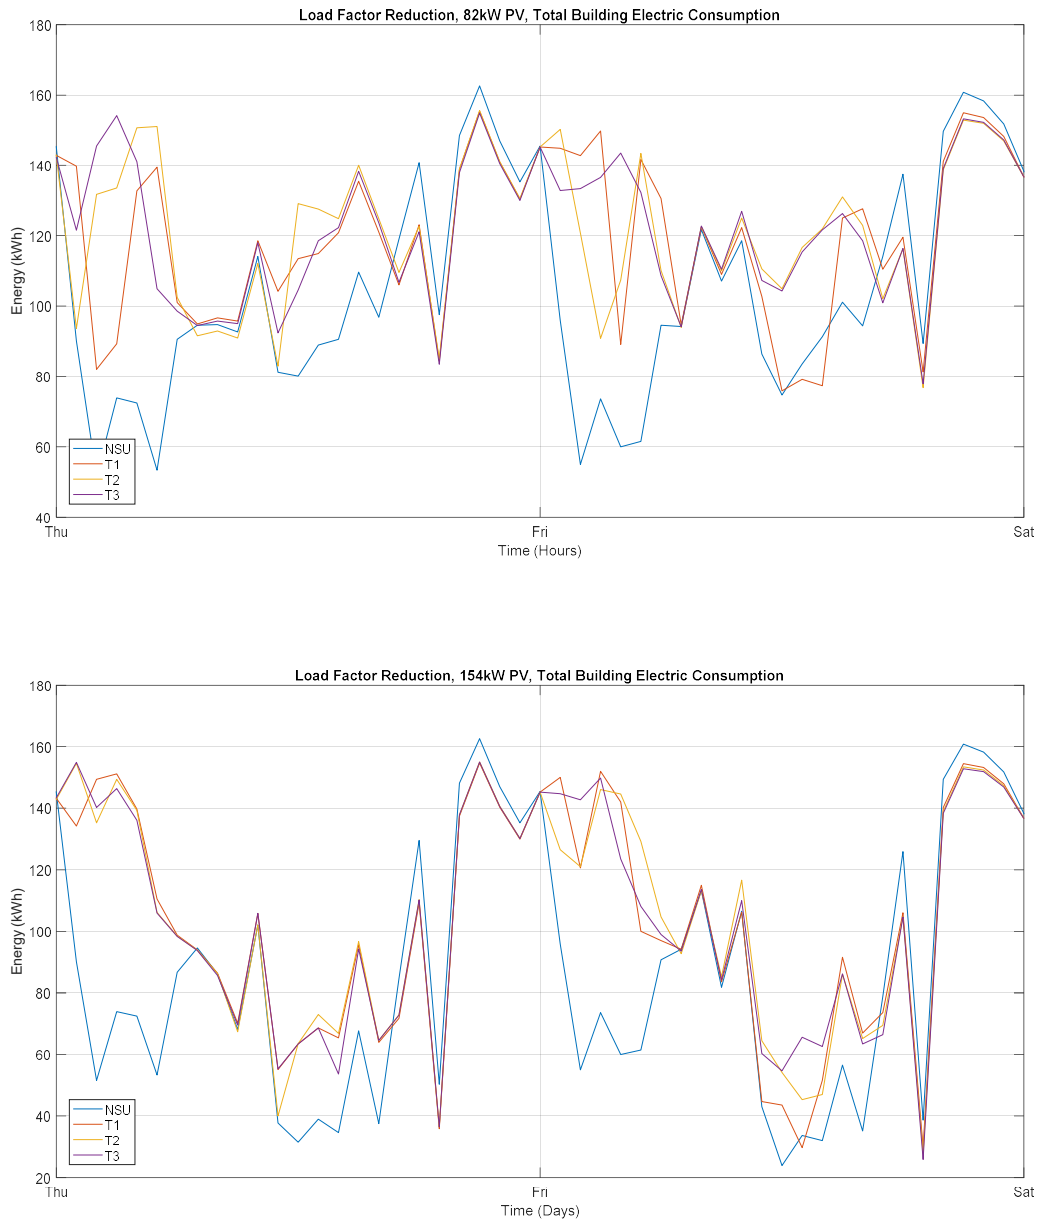 Load Factor Reduction, 82kW PV, Total Building Electric Consumption
180
160
140
120
100
80
60
40
Energy (kWh)
NSU
T1
T2
T3
Thu
Fri
Sat
Time (Hours)
Load Factor Reduction, 154kW PV, Total Building Electric Consumption
180
160
140
120
100
80
60
40
20
Energy (kWh)
NSU
T1
T2
T3
Thu
Fri
Sat
Time (Days)